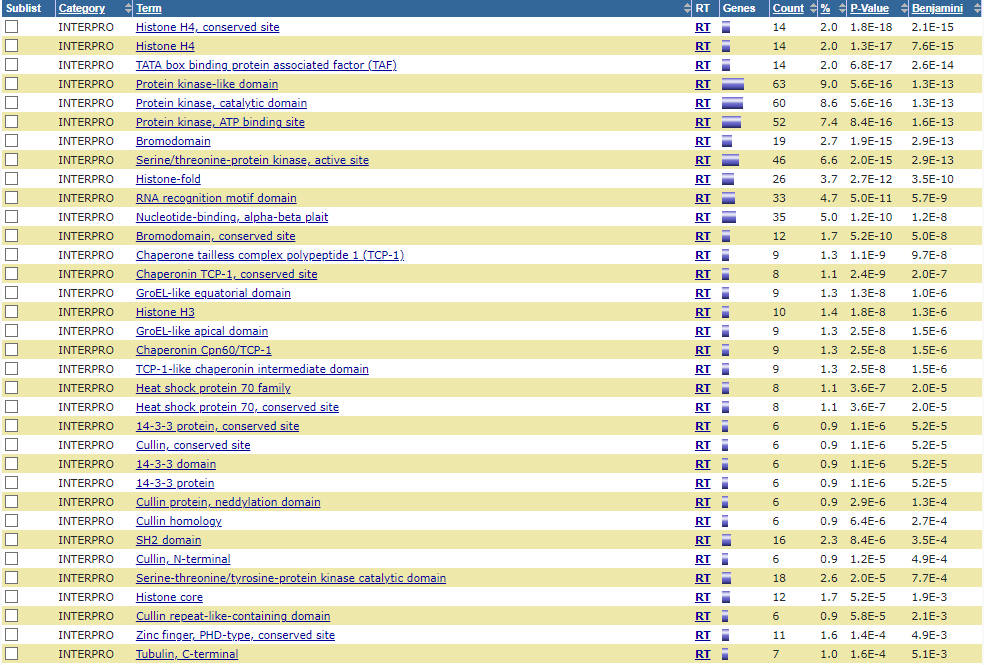 Sublist Category Term RT Genes Count % P-Value Benjamini
INTERPRO Histone H4, conserved site RT 14 2.0 1.8E-18 2.1E-15
INTERPRO Histone H4 RT 14 2.0 1.3E-17 7.6E-15
INTERPRO TATA box binding protein associated factor (TAF) RT 14 2.0 6.8E-17 2.6E-14
INTERPRO Protein kinase-like domain RT 63 9.0 5.6E-16 1.3E-13
INTERPRO Protein kinase, catalytic domain RT 60 8.6 5.6E-16 1.3E-13
INTERPRO Protein kinase, ATP binding site RT 52 7.4 8.4E-16 1.6E-13
INTERPRO Bromodomain RT 19 2.7 1.9E-15 2.9E-13
INTERPRO Serine/threonine-protein kinase, active site RT 46 6.6 2.0E-15 2.9E-13
INTERPRO Histone-fold RT 26 3.7 2.7E-12 3.5E-10
INTERPRO RNA recognition motif domain RT 33 4.7 5.0E-11 5.7E-9
INTERPRO Nucleotide-binding, alpha-beta plait RT 35 5.0 1.2E-10 1.2E-8
INTERPRO Bromodomain, conserved site RT 12 1.7 5.2E-10 5.0E-8
INTERPRO Chaperone tailless complex polypeptide 1 (TCP-1) RT 9 1.3 1.1E-9 9.7E-8
INTERPRO Chaperonin TCP-1, conserved site RT 8 1.1 2.4E-9 2.0E-7
INTERPRO GroEL-like equatorial domain RT 9 1.3 1.3E-8 1.0E-6
INTERPRO Histone H3 RT 10 1.4 1.8E-8 1.3E-6
INTERPRO GroEL-like apical domain RT 9 1.3 2.5E-8 1.5E-6
INTERPRO Chaperonin Cpn60/TCP-1 RT 9 1.3 2.5E-8 1.5E-6
INTERPRO TCP-1-like chaperonin intermediate domain RT 9 1.3 2.5E-8 1.5E-6
INTERPRO Heat shock protein 70 family RT 8 1.1 3.6E-7 2.0E-5
INTERPRO Heat shock protein 70, conserved site RT 8 1.1 3.6E-7 2.0E-5
INTERPRO 14-3-3 protein, conserved site RT 6 0.9 1.1E-6 5.2E-5
INTERPRO Cullin, conserved site RT 6 0.9 1.1E-6 5.2E-5
INTERPRO 14-3-3 domain RT 6 0.9 1.1E-6 5.2E-5
INTERPRO 14-3-3 protein RT 6 0.9 1.1E-6 5.2E-5
INTERPRO Cullin protein, neddylation domain RT 6 0.9 2.9E-6 1.3E-4
INTERPRO Cullin homology RT 6 0.9 6.4E-6 2.7E-4
INTERPRO SH2 domain RT 16 2.3 8.4E-6 3.5E-4
INTERPRO Cullin, N-terminal RT 6 0.9 1.2E-5 4.9E-4
INTERPRO Serine-threonine/tyrosine-protein kinase catalytic domain RT 18 2.6 2.0E-5 7.7E-4
INTERPRO Histone core RT 12 1.7 5.2E-5 1.9E-3
INTERPRO Cullin repeat-like-containing domain RT 6 0.9 5.8E-5 2.1E-3
INTERPRO Zinc finger, PHD-type, conserved site RT 11 1.6 1.4E-4 4.9E-3
INTERPRO Tubulin, C-terminal RT 7 1.0 1.6E-4 5.1E-3